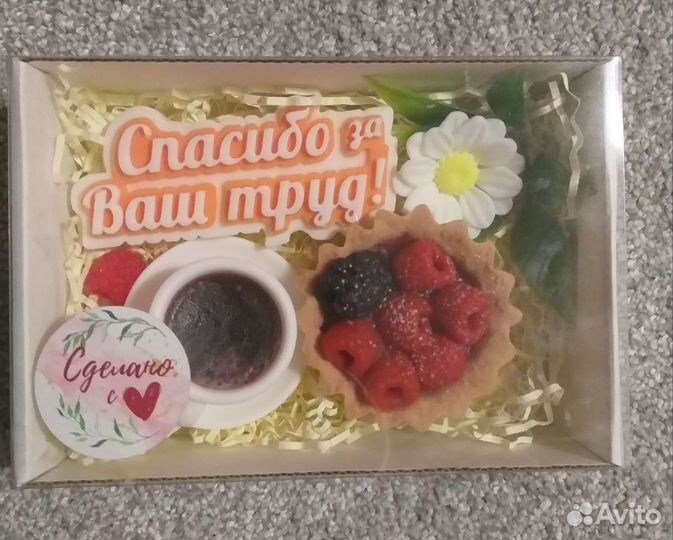 Спасибо за
Ваш труд!
Сделано
с
Avito